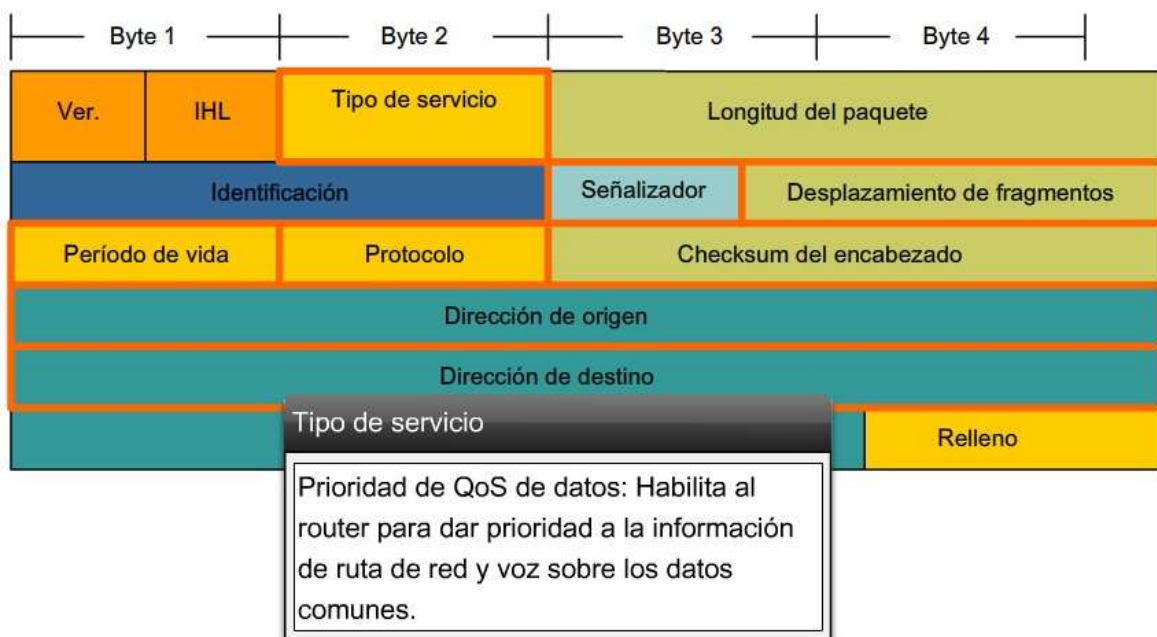 Byte 1 Byte 2 Byte 3 Byte 4
Ver. IHL Tipo de servicio Longitud del paquete
Identificación Señalizador Desplazamiento de fragmentos
Período de vida Protocolo Checksum del encabezado
Dirección de origen
Dirección de destino
Relleno
Tipo de servicio
Prioridad de QoS de datos: Habilita al
router para dar prioridad a la información
de ruta de red y voz sobre los datos
comunes.